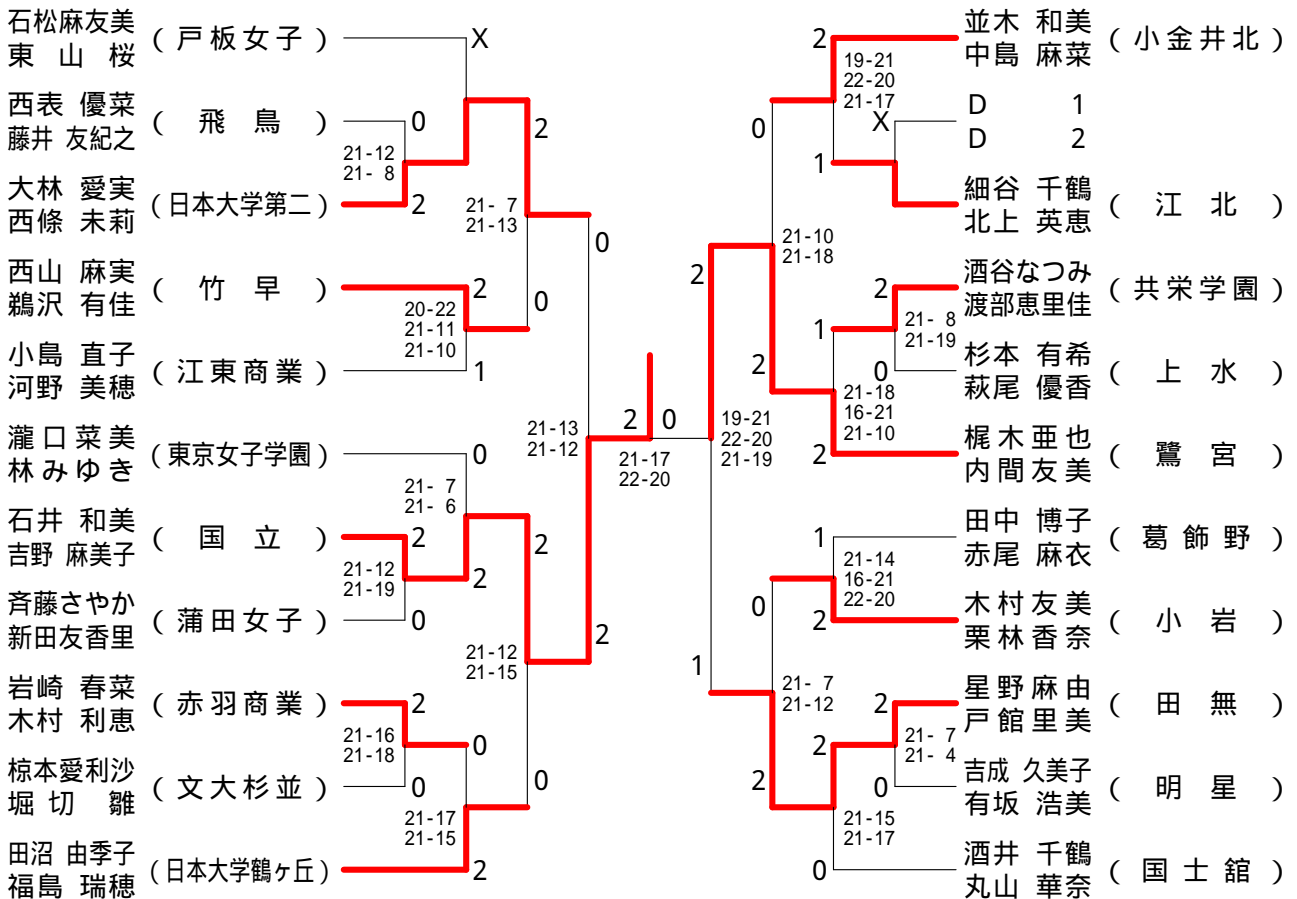 石松麻友美
東山 桜
(戸板女子)
X
西表 優菜
藤井 友紀之
(飛鳥)
0
21-12
21- 8
2
大林 愛実
西條 未莉
(日本大学第二)
2
21- 7
21-13
0
西山 麻実
鵜沢 有佳
(竹早)
2
20-22
21-11
21-10
0
小島 直子
河野 美穂
(江東商業)
1
21-13
21-12
瀧口菜美
林みゆき
(東京女子学園)
0
21- 7
21- 6
石井 和美
吉野 麻美子
(国立)
2
2
21-12
21-19
2
斉藤さやか
新田友香里
(蒲田女子)
0
2
21-12
21-15
岩崎 春菜
木村 利恵
(赤羽商業)
2
21-16
21-18
0
椋本愛利沙
堀切 雛
(文大杉並)
0
0
21-17
21-15
田沼 由季子
福島 瑞穂
(日本大学鶴ヶ丘)
2
2
0
21-17
22-20
2
並木 和美
中島 麻菜
(小金井北)
19-21
22-20
21-17
0
X
D 1
D 2
1
細谷 千鶴
北上 英恵
(江北)
2
21-10
21-18
2
酒谷なつみ
渡部恵里佳
(共栄学園)
1
21- 8
21-19
2
0
杉本 有希
萩尾 優香
(上水)
21-18
16-21
21-10
19-21
22-20
21-19
2
梶木亜也
内間友美
(鷺宮)
1
田中 博子
赤尾 麻衣
(葛飾野)
21-14
16-21
22-20
0
2
木村友美
栗林香奈
(小岩)
1
21- 7
21-12
2
星野麻由
戸館里美
(田無)
2
21- 7
21- 4
2
0
吉成 久美子
有坂 浩美
(明星)
21-15
21-17
0
酒井 千鶴
丸山 華奈
(国士舘)